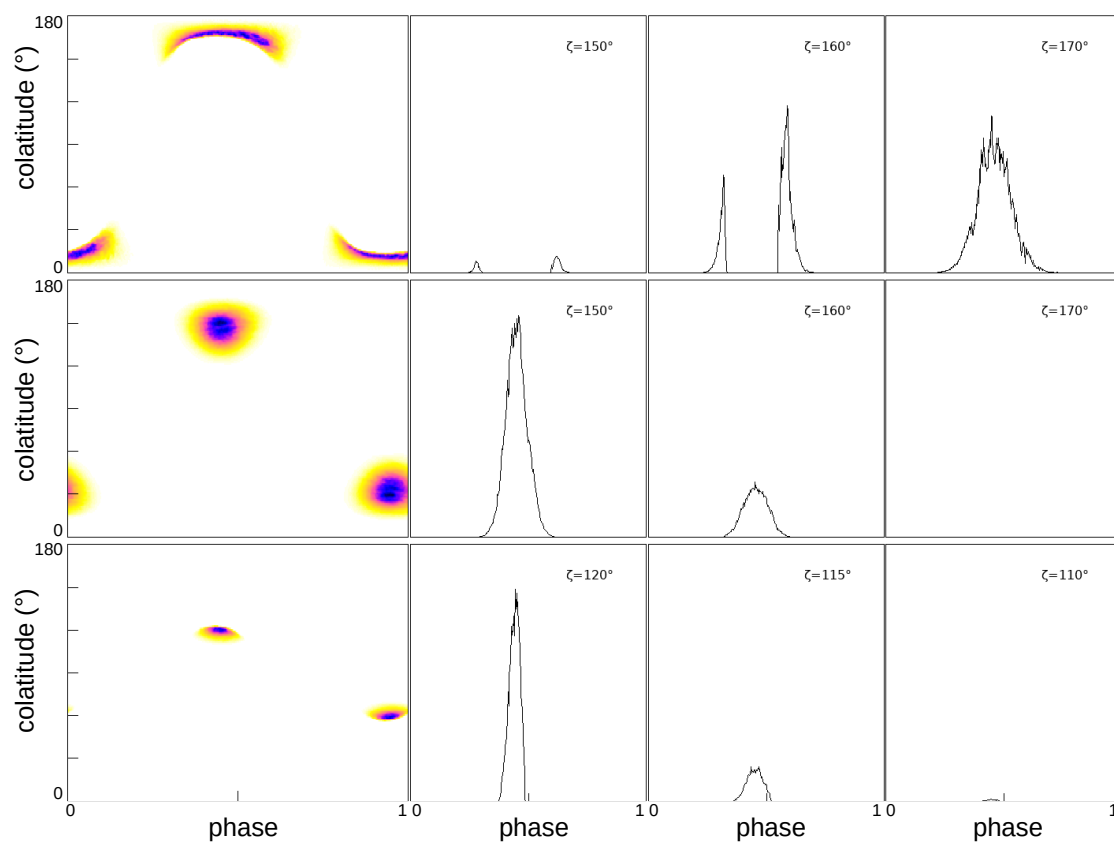 180
colatitude (°)
0
ζ=150°
ζ=160°
ζ=170°
180
colatitude (°)
0
ζ=150°
ζ=160°
ζ=170°
180
colatitude (°)
0
ζ=120°
ζ=115°
ζ=110°
0 1 0 1 0 1 0 1
phase phase phase phase